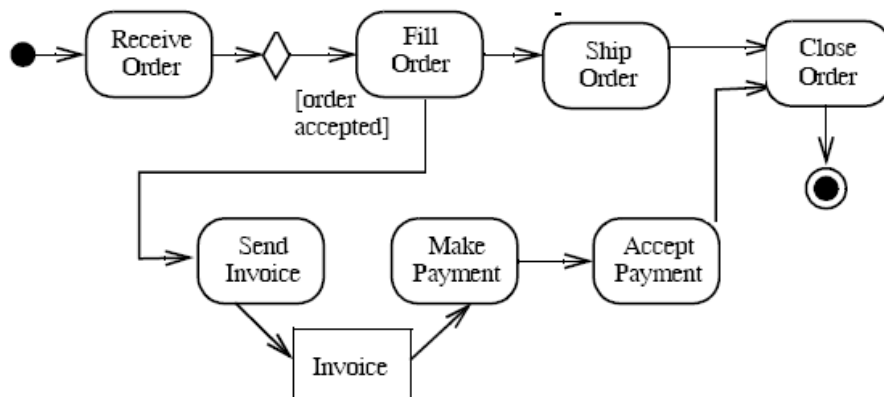 Receive
Order
Fill
Order
Ship
Order
Close
Order
[order
accepted]
Send
Invoice
Make
Payment
Accept
Payment
Invoice